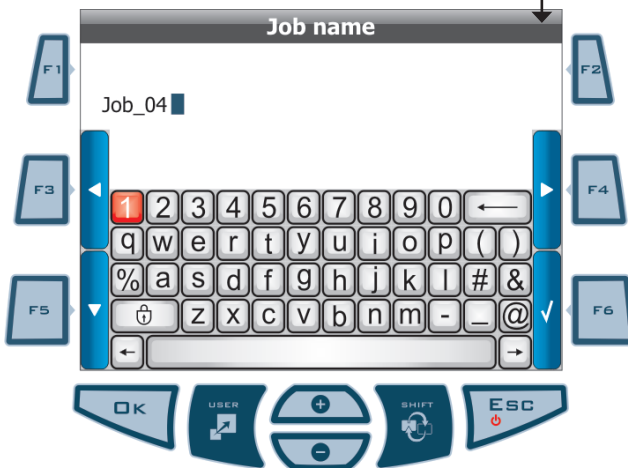 Job name
F1
F2
Job_04
F3
F4
1 2 3 4 5 6 7 8 9 0 ←
q w e r t y u i o p ( )
% a s d f g h j k l # &
F5
z x c v b n m - _ @
√
F6
← →
OK
USER
+
SHIFT
ESC
-